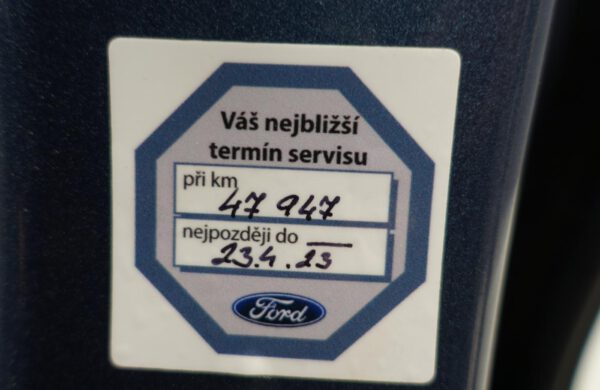 Váš nejbližší
termín servisu
při km
47 947
nejpozději do
23.4.23
Ford